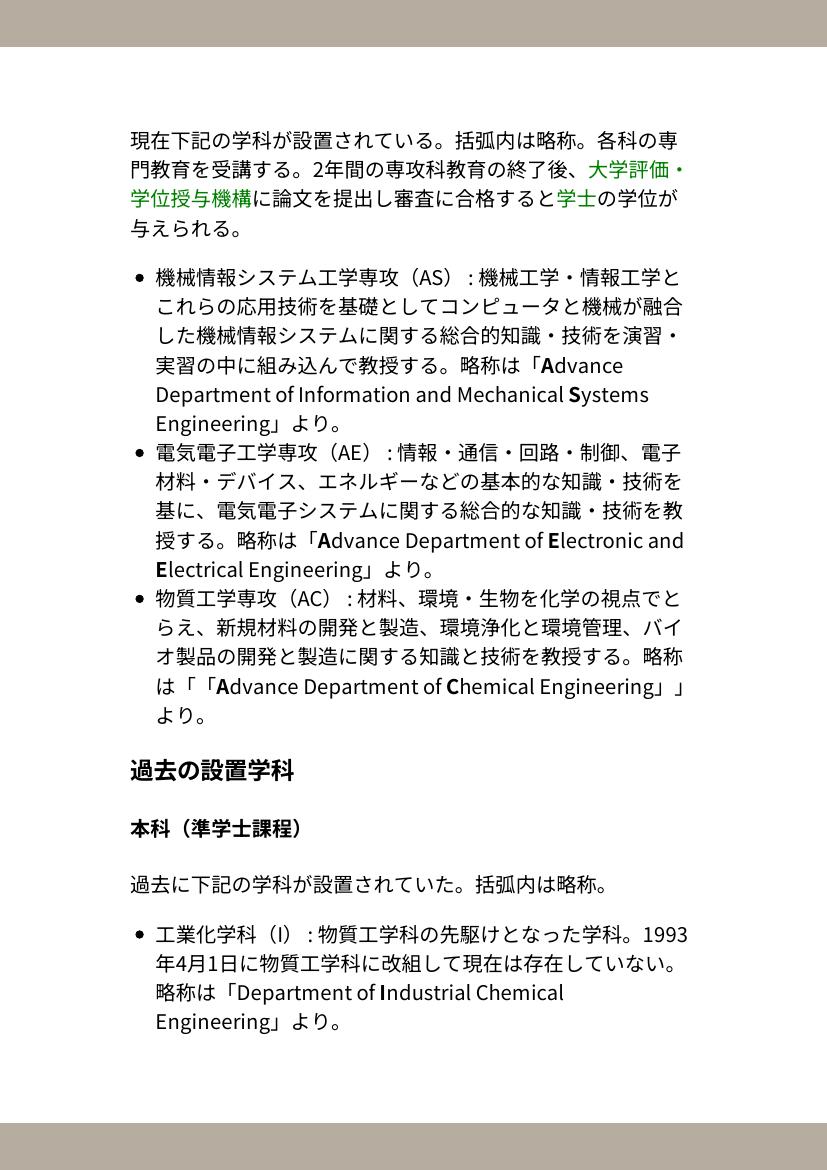 現在下記の学科が設置されている。括弧内は略称。各科の専
門教育を受講する。2年間の専攻科教育の終了後、大学評価・
学位授与機構に論文を提出し審査に合格すると学士の学位が
与えられる。
• 機械情報システム工学専攻（AS） : 機械工学・情報工学と
これらの応用技術を基礎としてコンピュータと機械が融合
した機械情報システムに関する総合的知識・技術を演習・
実習の中に組み込んで教授する。略称は「Advance
Department of Information and Mechanical Systems
Engineering」より。
• 電気電子工学専攻（AE） : 情報・通信・回路・制御、電子
材料・デバイス、エネルギーなどの基本的な知識・技術を
基に、電気電子システムに関する総合的な知識・技術を教
授する。略称は「Advance Department of Electronic and
Electrical Engineering」より。
• 物質工学専攻（AC） : 材料、環境・生物を化学の視点でと
らえ、新規材料の開発と製造、環境浄化と環境管理、バイ
オ製品の開発と製造に関する知識と技術を教授する。略称
は「「Advance Department of Chemical Engineering」」
より。
過去の設置学科
本科（準学士課程）
過去に下記の学科が設置されていた。括弧内は略称。
• 工業化学科（I） : 物質工学科の先駆けとなった学科。1993
年4月1日に物質工学科に改組して現在は存在していない。
略称は「Department of Industrial Chemical
Engineering」より。